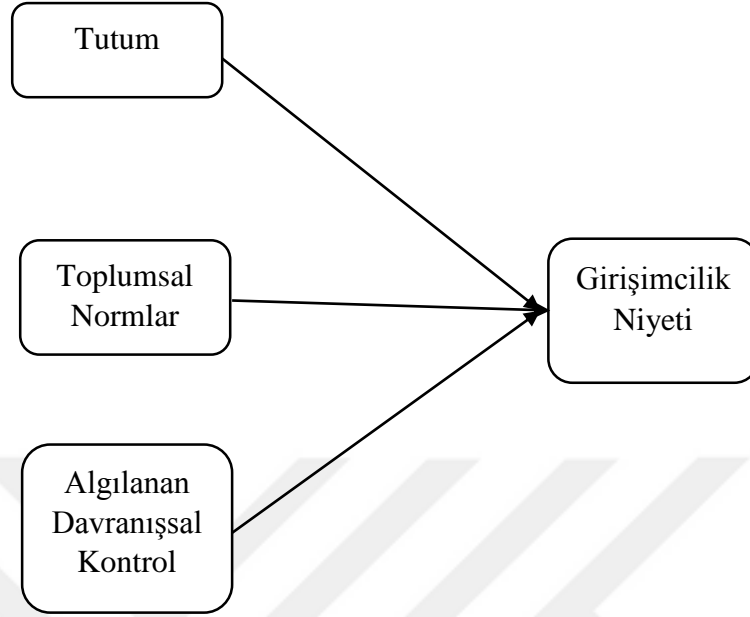 Tutum
Toplumsal
Normlar
Girişimcilik
Niyeti
Algılanan
Davranışsal
Kontrol